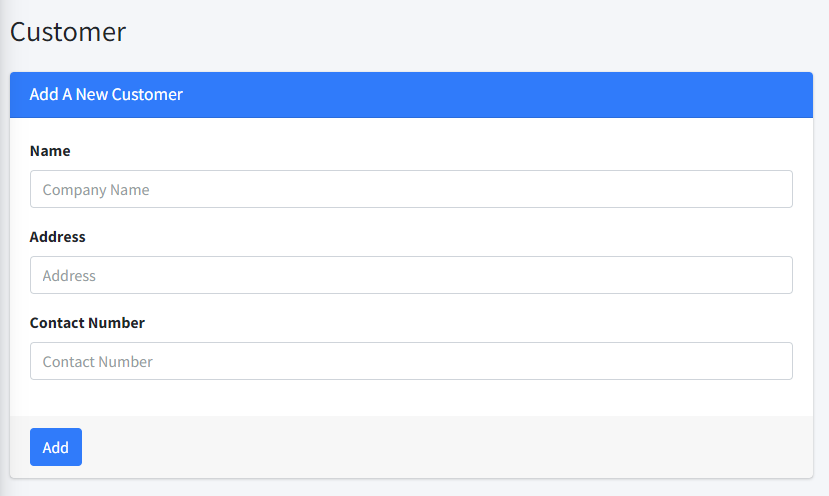 Customer
Add A New Customer
Name
Company Name
Address
Address
Contact Number
Contact Number
Add